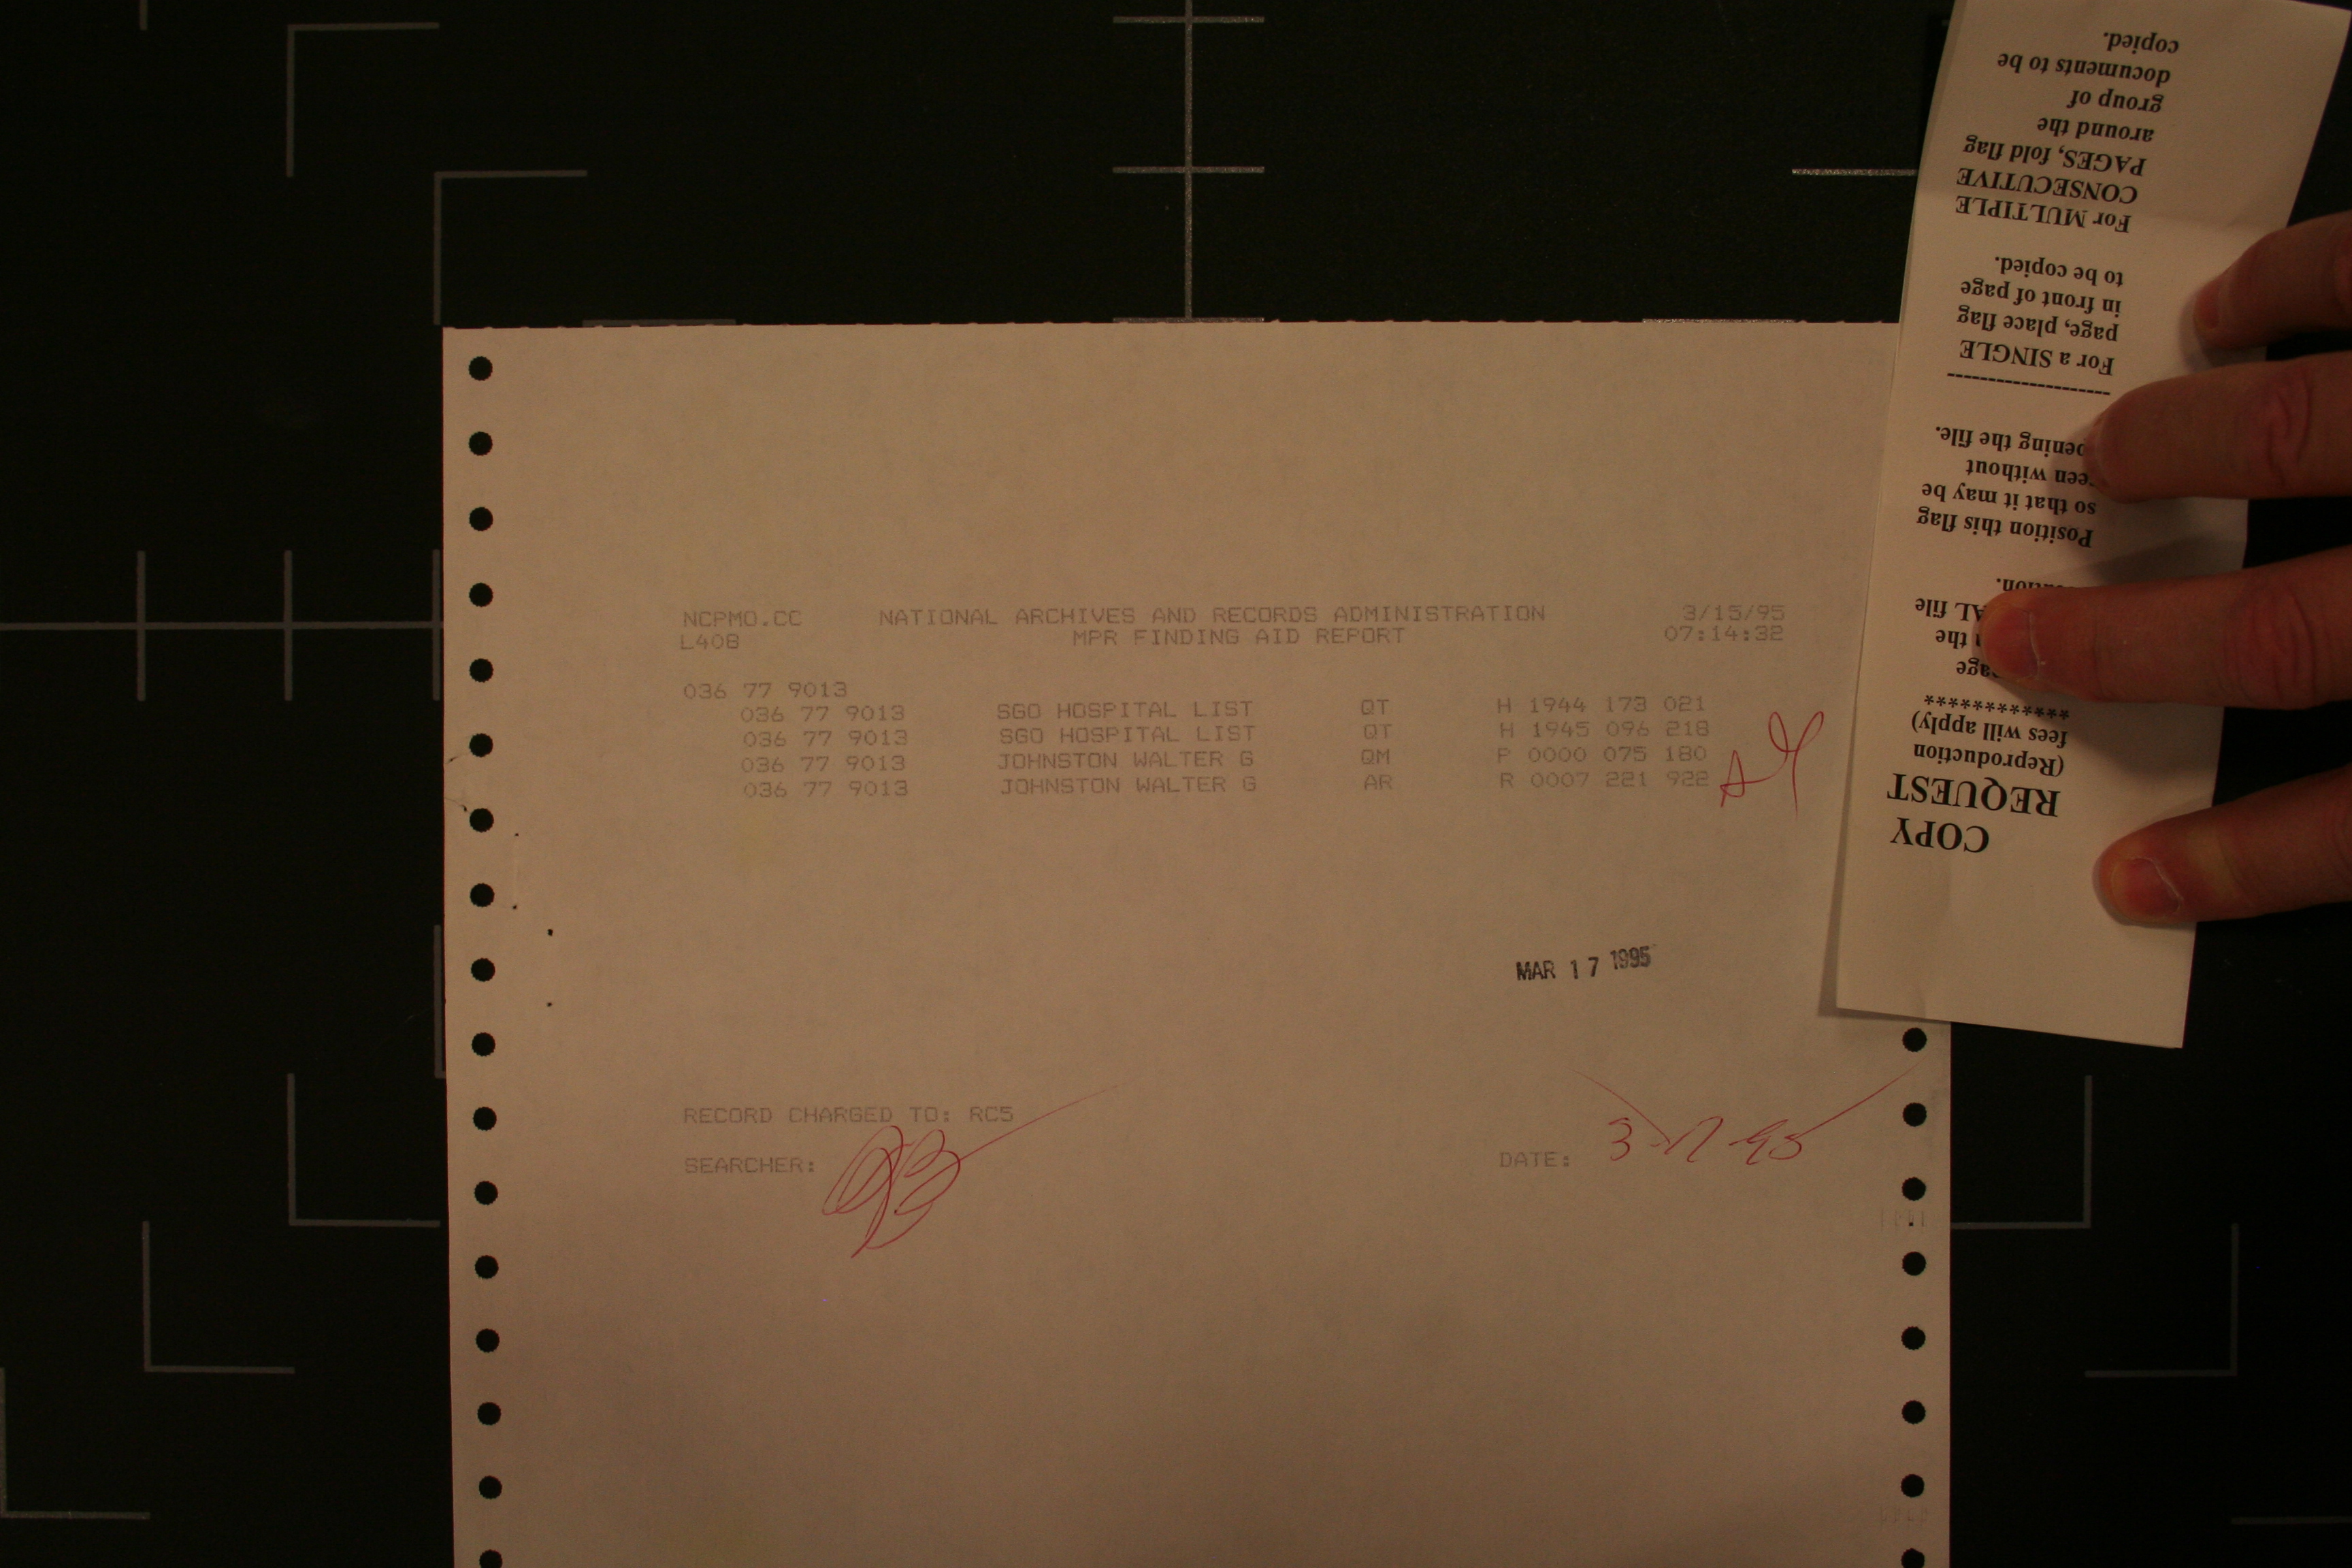 NCPMO.CC NATIONAL ARCHIVES AND RECORDS ADMINISTRATION 3/15/95
L40B MPR FINDING AID REPORT 07:14:32
036 77 9013
036 77 9013 SGO HOSPITAL LIST QT H 1944 173 021
036 77 9013 SGO HOSPITAL LIST QT H 1945 096 218
036 77 9013 JOHNSTON WALTER G QM P 0000 075 180
036 77 9013 JOHNSTON WALTER G AR R 0007 221 922
MAR 17 1995
RECORD CHARGED TO: RC5
SEARCHER:
DATE: 3-17-95
COPY
REQUEST
(Reproduction
fees will apply)
*************
the
AL file
Position this flag
so that it may be
without
the file.
--------------------
For a SINGLE
page, place flag
in front of page
to be copied.
For MULTIPLE
CONSECUTIVE
PAGES, fold flag
around the
group of
documents to be
copied.